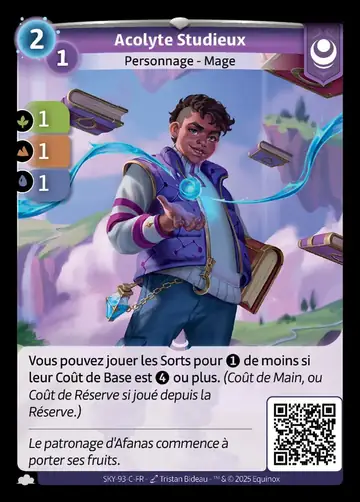 2
Acolyte Studieux
1
Personnage - Mage
1
1
1
Vous pouvez jouer les Sorts pour 1 de moins si
leur Coût de Base est 4 ou plus. (Coût de Main, ou
Coût de Réserve si joué depuis la
Réserve.)
Le patronage d'Afanas commence à
porter ses fruits.
SKY-93-C-FR - Tristan Bideau - ™ & © 2025 Equinox